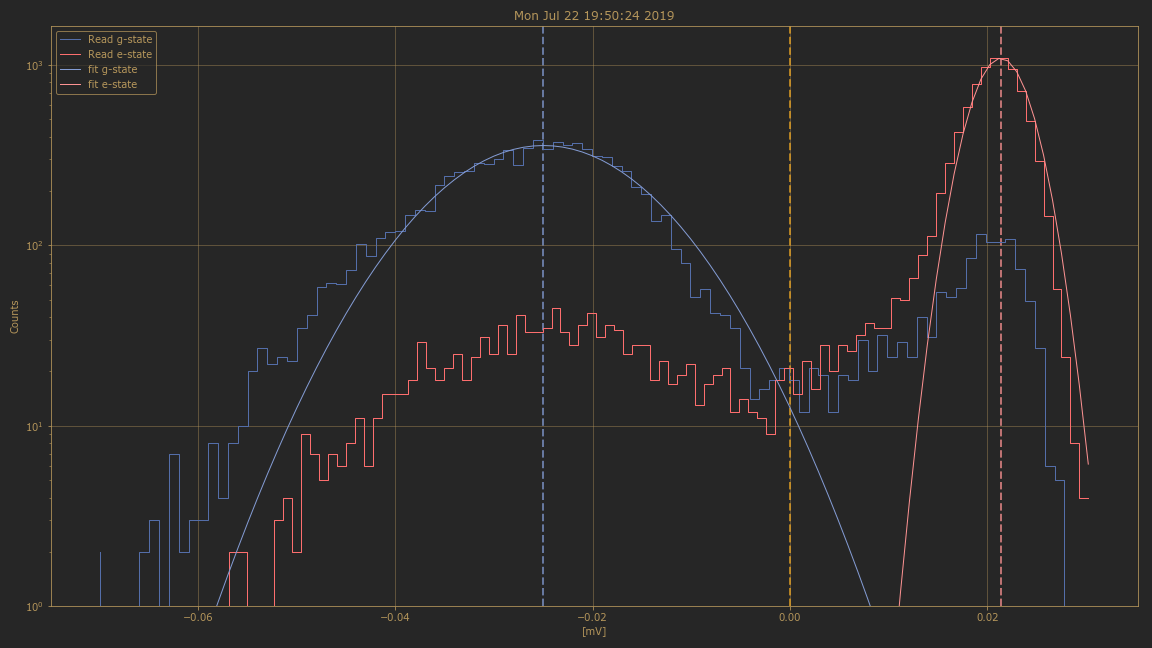 Mon Jul 22 19:50:24 2019
Read g-state
Read e-state
fit g-state
fit e-state
10³
10²
10¹
10⁰
Counts
−0.06
−0.04
−0.02
0.00
0.02
[mV]